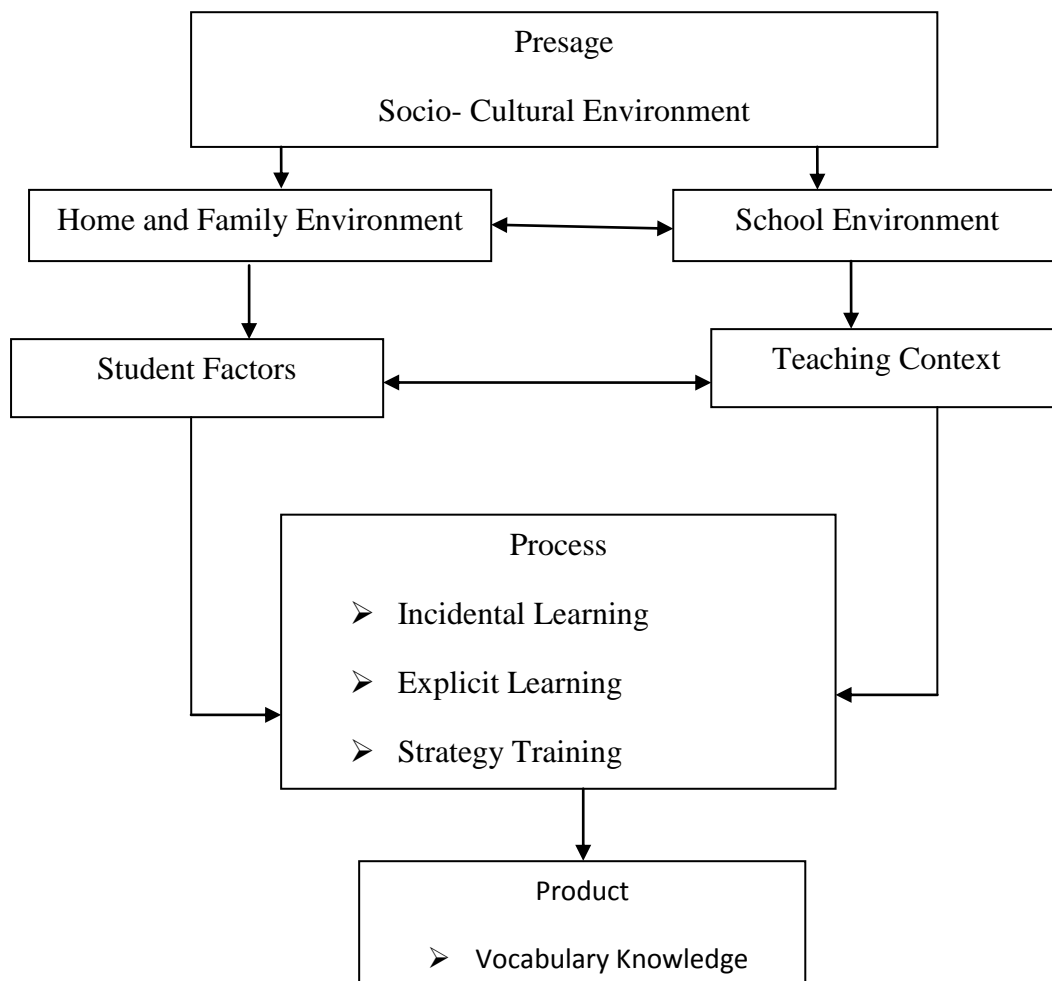 Presage
Socio- Cultural Environment
Home and Family Environment
School Environment
Student Factors
Teaching Context
Process
➢ Incidental Learning
➢ Explicit Learning
➢ Strategy Training
Product
➢ Vocabulary Knowledge